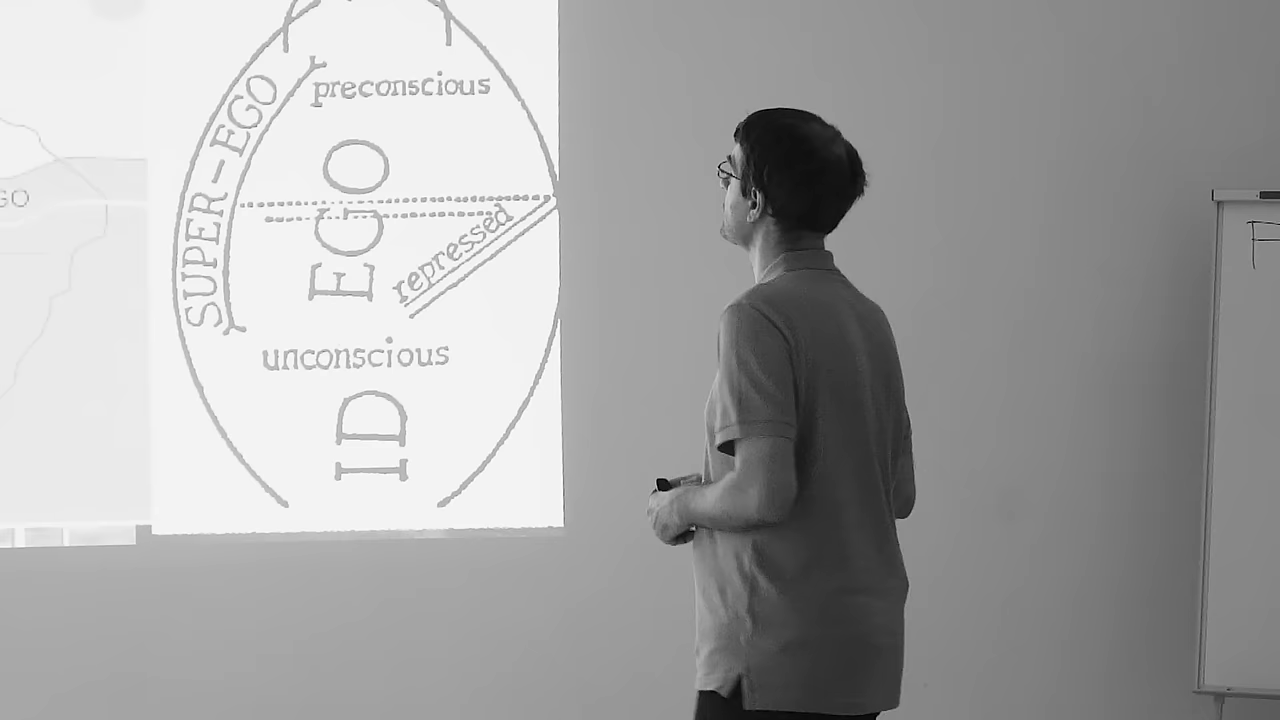 preconscious
SUPER-EGO
EGO
repressed
unconscious
ID
GO
F